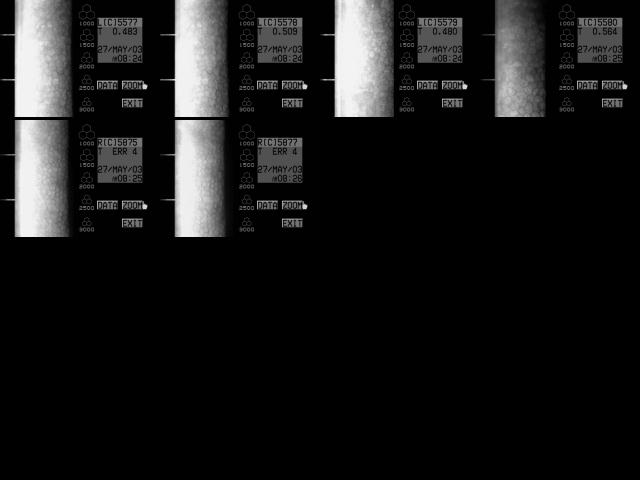 1000
1500
2000
2500
3000
L(C)5577
T 0.483
27/MAY/03
08:24
DATA ZOOM
EXIT
1000
1500
2000
2500
3000
L(C)5578
T 0.509
27/MAY/03
08:24
DATA ZOOM
EXIT
1000
1500
2000
2500
3000
L(C)5579
T 0.480
27/MAY/03
08:24
DATA ZOOM
EXIT
1000
1500
2000
2500
3000
L(C)5580
T 0.564
27/MAY/03
08:25
DATA ZOOM
EXIT
1000
1500
2000
2500
3000
R(C)5875
T ERR 4
27/MAY/03
08:25
DATA ZOOM
EXIT
1000
1500
2000
2500
3000
R(C)5877
T ERR 4
27/MAY/03
08:26
DATA ZOOM
EXIT